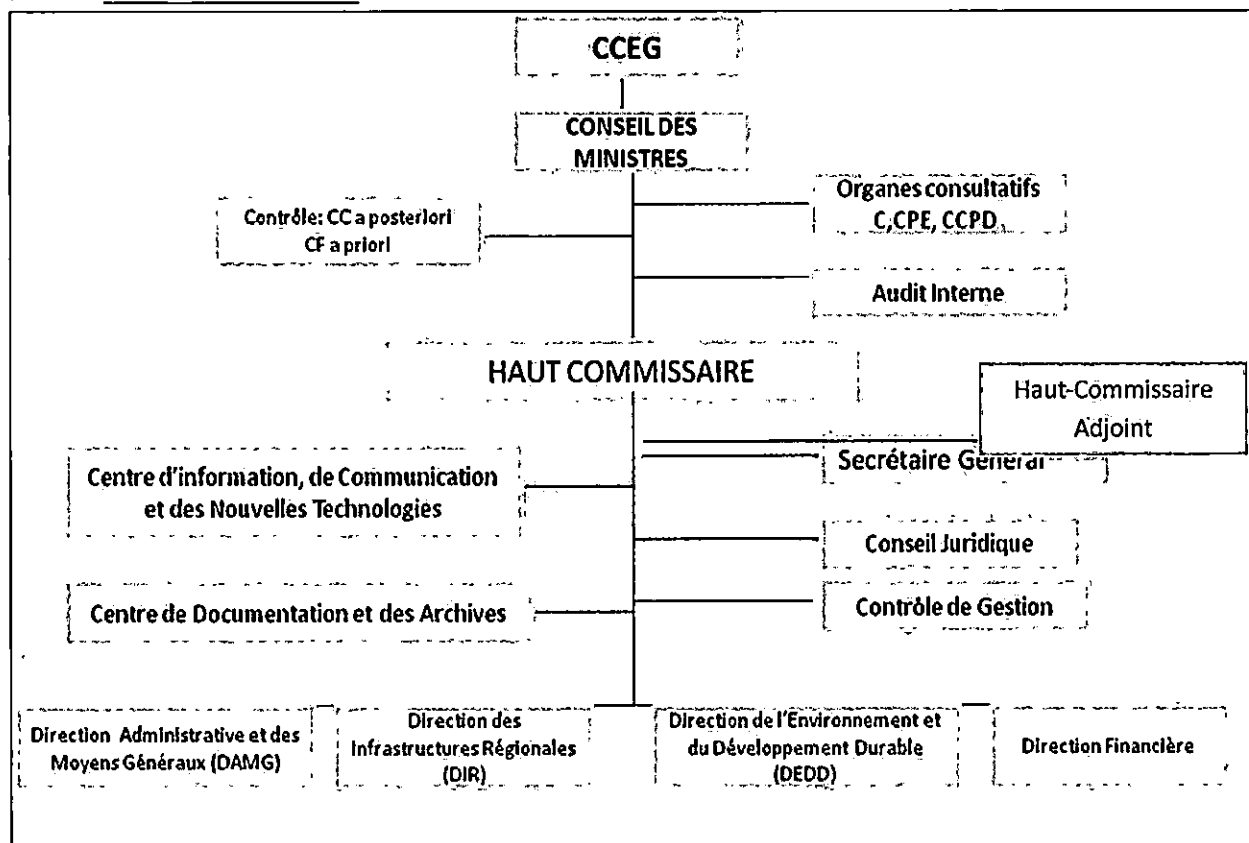 CCEG
CONSEIL DES
MINISTRES
Contrôle: CC a posteriori
CF a priori
Organes consultatifs
C,CPE, CCPD,
Audit Interne
HAUT COMMISSAIRE
Haut-Commissaire
Adjoint
Secrétaire Général
Centre d'information, de Communication
et des Nouvelles Technologies
Conseil Juridique
Centre de Documentation et des Archives
Contrôle de Gestion
Direction Administrative et des
Moyens Généraux (DAMG)
Direction des
Infrastructures Régionales
(DIR)
Direction de l'Environnement et
du Développement Durable
(DEDD)
Direction Financière